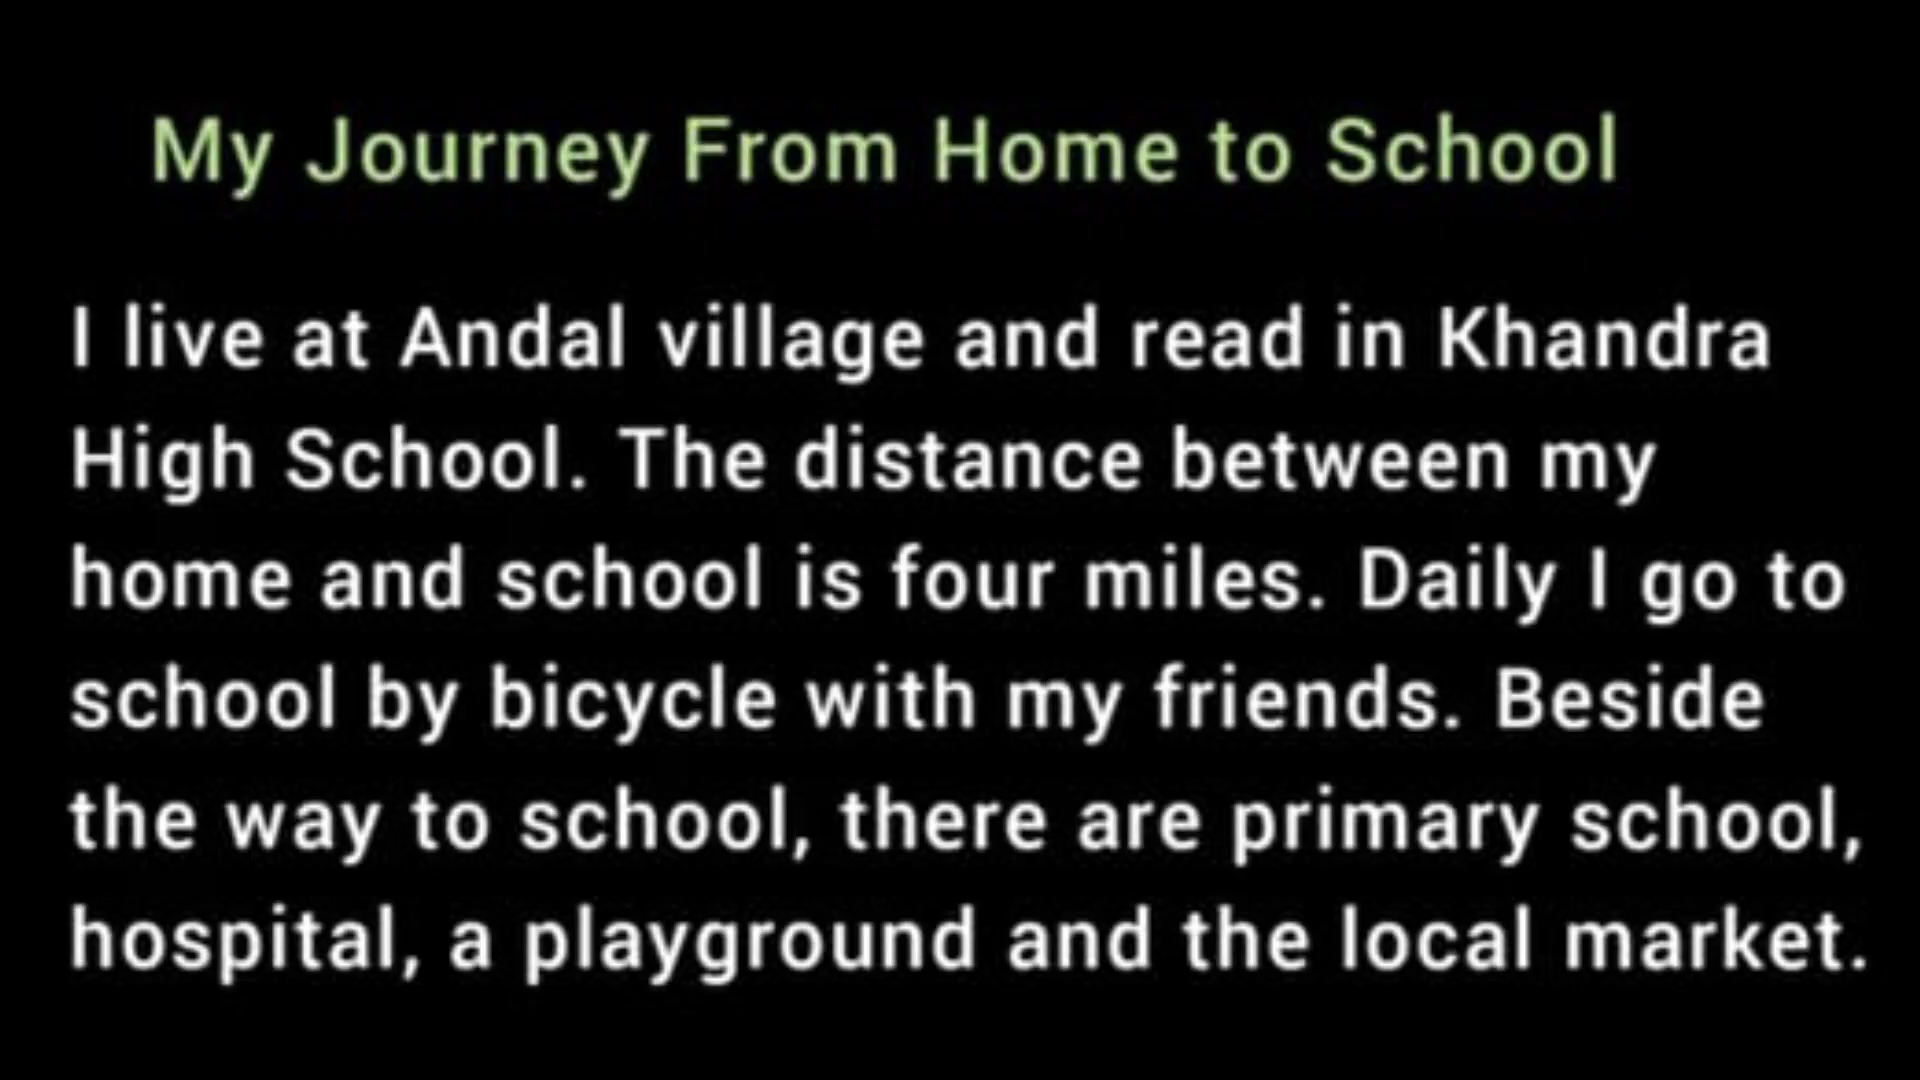 My Journey From Home to School
I live at Andal village and read in Khandra
High School. The distance between my
home and school is four miles. Daily I go to
school by bicycle with my friends. Beside
the way to school, there are primary school,
hospital, a playground and the local market.